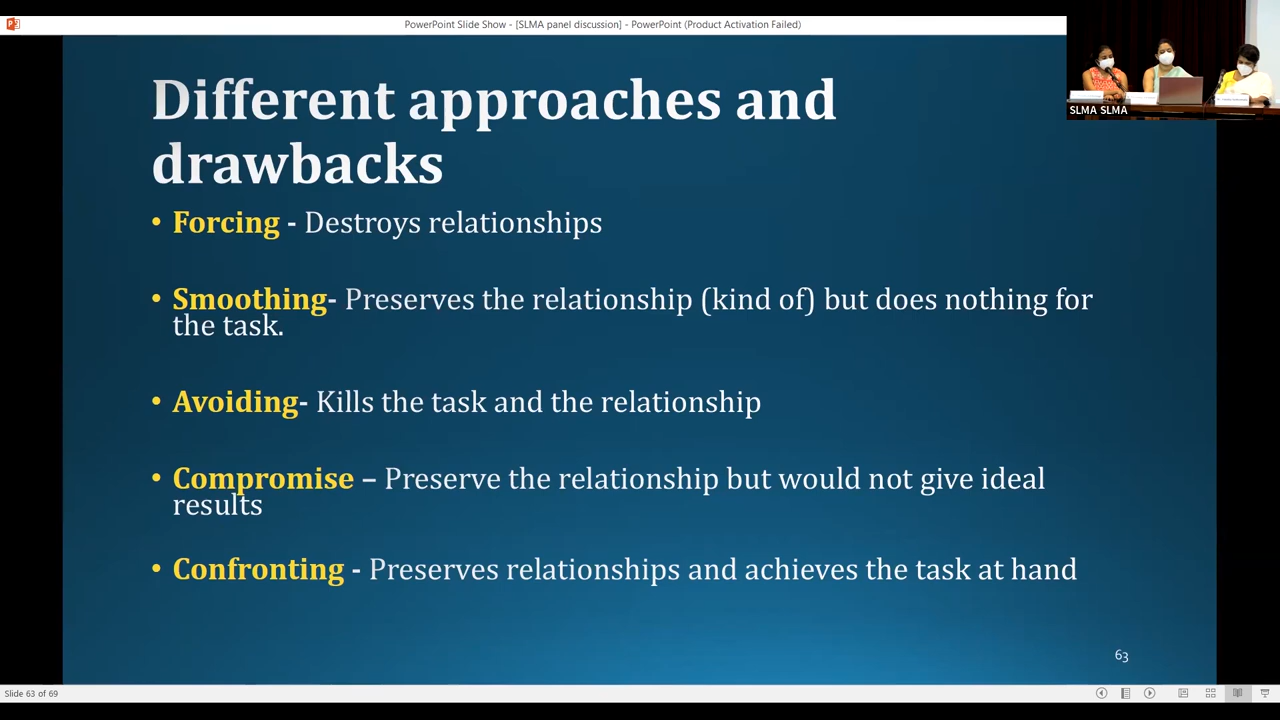 PowerPoint Slide Show - [SLMA panel discussion] - PowerPoint (Product Activation Failed)
SLMA SLMA
Different approaches and
drawbacks
• Forcing - Destroys relationships
• Smoothing- Preserves the relationship (kind of) but does nothing for
the task.
• Avoiding- Kills the task and the relationship
• Compromise – Preserve the relationship but would not give ideal
results
• Confronting - Preserves relationships and achieves the task at hand
63
Slide 63 of 69